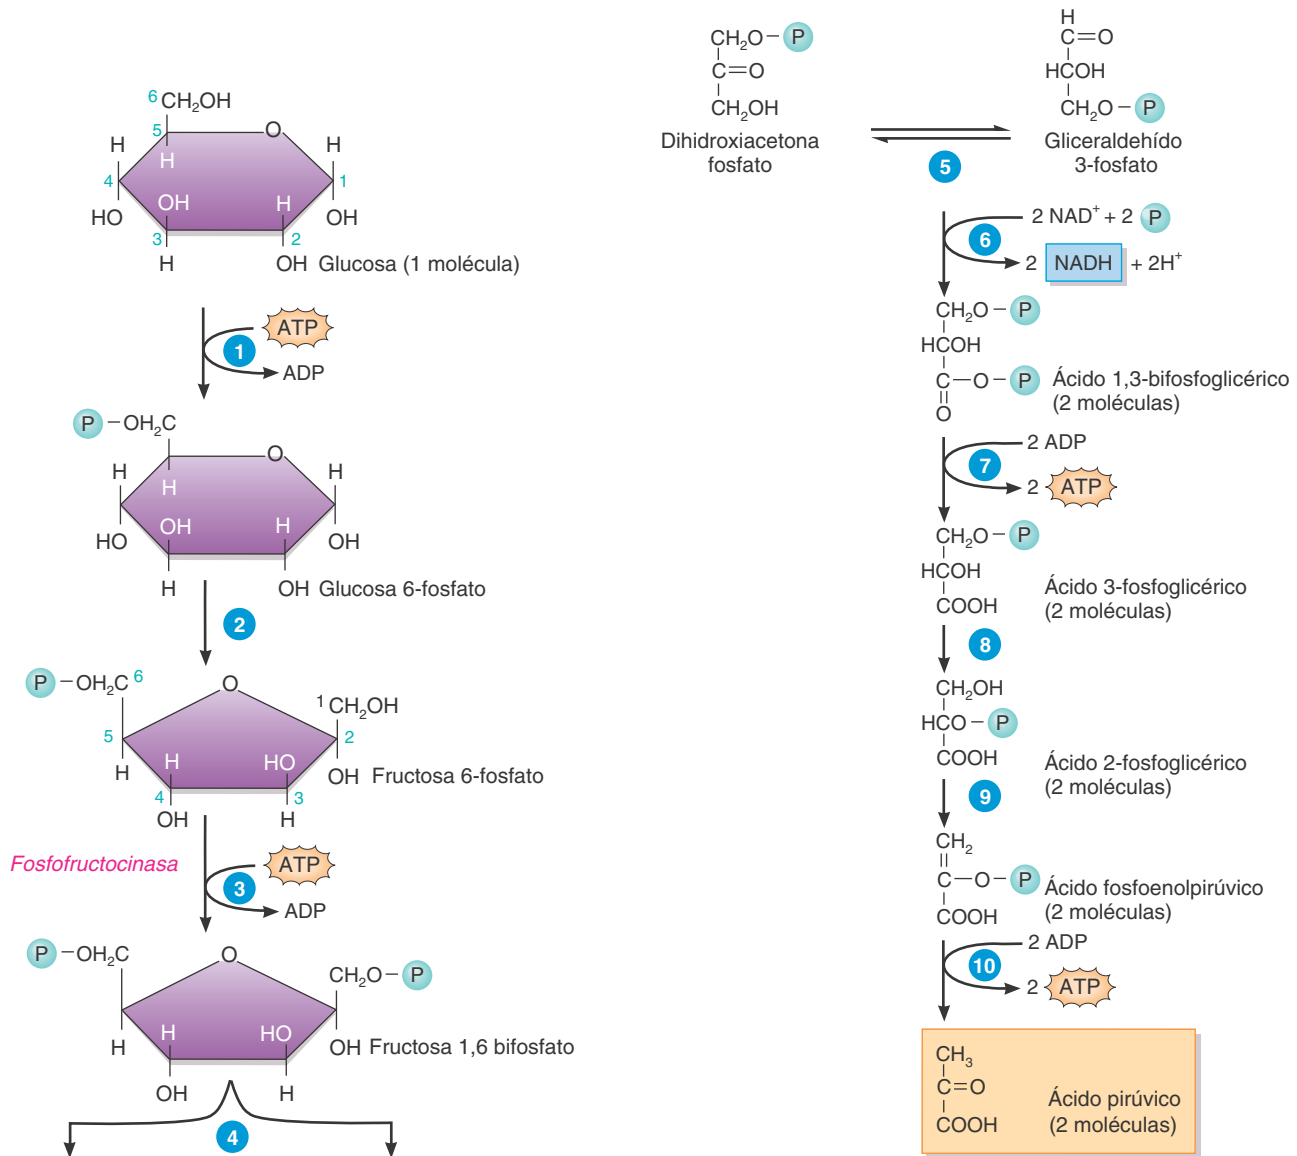 6 CH2OH
5
O
H
H
H
4
1
OH
H
HO
OH
3
2
H
OH Glucosa (1 molécula)
ATP
1
ADP
P –OH2C
O
H
H
H
OH
H
HO
OH
H
OH Glucosa 6-fosfato
2
P –OH2C 6
O
1 CH2OH
5
2
H
H
HO
OH Fructosa 6-fosfato
4
3
OH
H
Fosfofructocinasa
ATP
3
ADP
P –OH2C
O
CH2O– P
H
H
HO
OH Fructosa 1,6 bifosfato
OH
H
4
CH2O– P
C=O
CH2OH
Dihidroxiacetona
fosfato
5
H
C=O
HCOH
CH2O– P
Gliceraldehído
3-fosfato
2 NAD+ + 2 P
6
2 NADH + 2H+
CH2O– P
HCOH
C–O– P
O
Ácido 1,3-bifosfoglicérico
(2 moléculas)
2 ADP
7
2 ATP
CH2O– P
HCOH
COOH
Ácido 3-fosfoglicérico
(2 moléculas)
8
CH2OH
HCO– P
COOH
Ácido 2-fosfoglicérico
(2 moléculas)
9
CH2
C–O– P
COOH
Ácido fosfoenolpirúvico
(2 moléculas)
2 ADP
10
2 ATP
CH3
C=O
COOH
Ácido pirúvico
(2 moléculas)